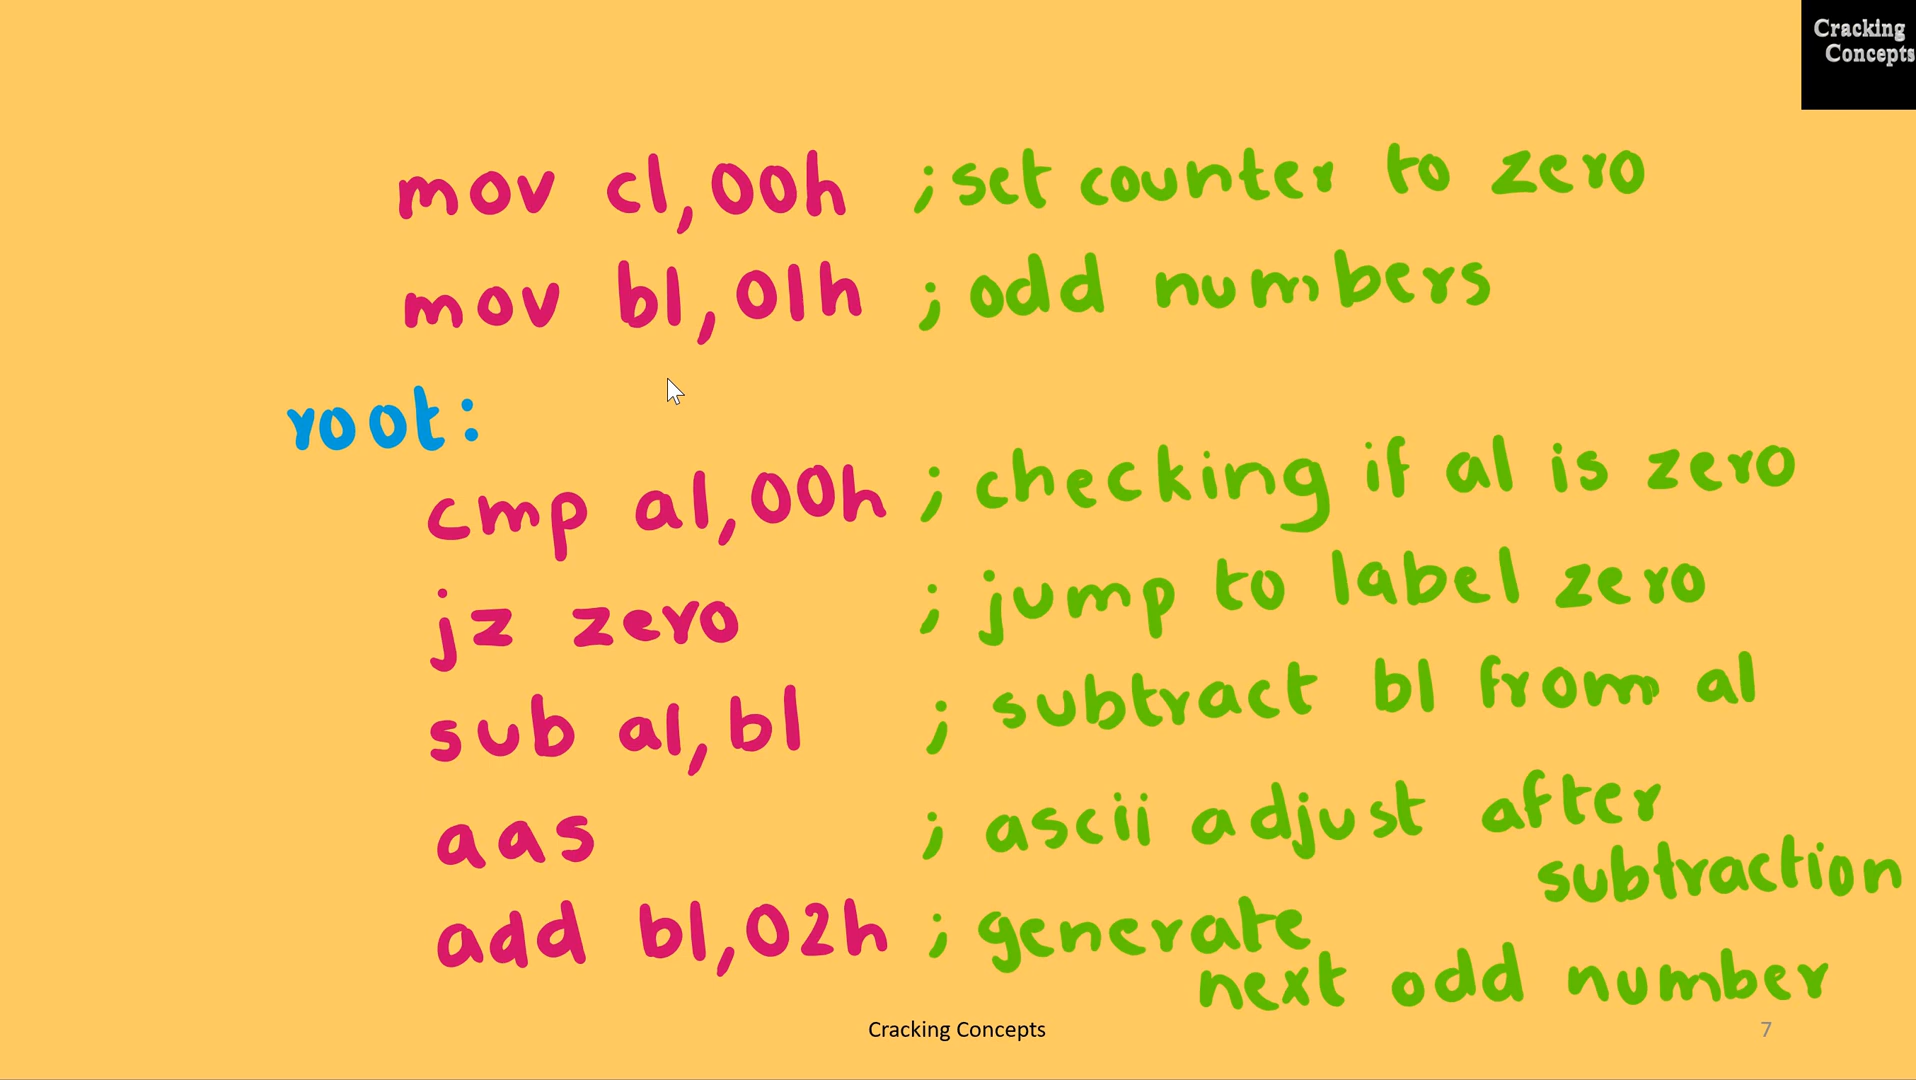 Cracking
Concepts
mov cl,00h ; set counter to zero
mov bl,01h ; odd numbers
root:
cmp al,00h ; checking if al is zero
jz zero ; jump to label zero
sub al,bl ; subtract bl from al
aas ; ascii adjust after
subtraction
add bl,02h ; generate
next odd number
Cracking Concepts 7